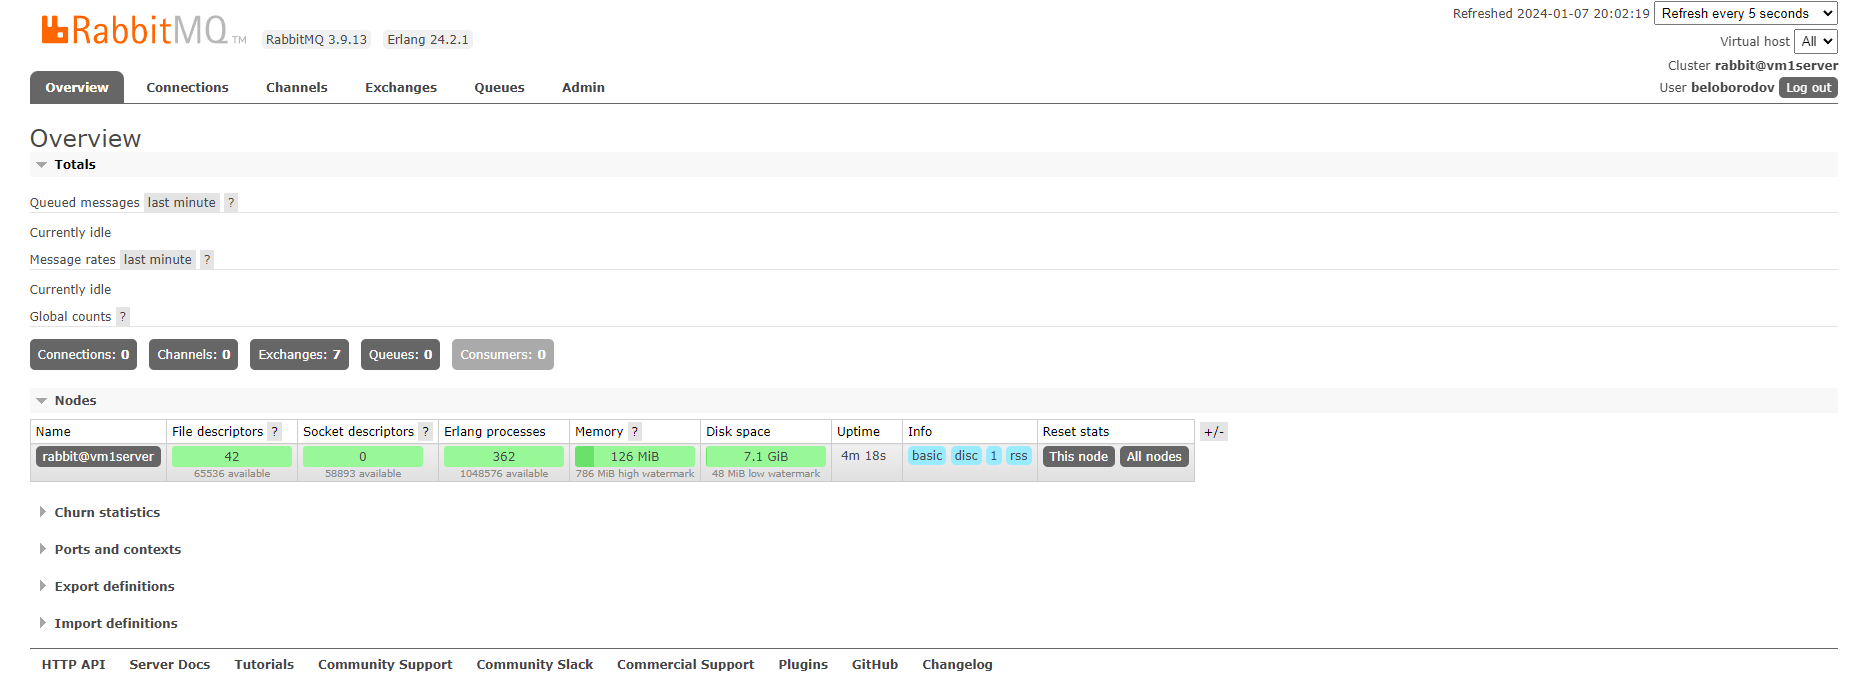 RabbitMQ TM RabbitMQ 3.9.13 Erlang 24.2.1
Refreshed 2024-01-07 20:02:19 Refresh every 5 seconds
Virtual host All
Cluster rabbit@vm1server
User beloborodov Log out
Overview Connections Channels Exchanges Queues Admin
Overview
Totals
Queued messages last minute ?
Currently idle
Message rates last minute ?
Currently idle
Global counts ?
Connections: 0 Channels: 0 Exchanges: 7 Queues: 0 Consumers: 0
Nodes
Name File descriptors ? Socket descriptors ? Erlang processes Memory ? Disk space Uptime Info Reset stats +/-
rabbit@vm1server 42 0 362 126 MiB 7.1 GiB 4m 18s basic disc 1 rss This node All nodes
65536 available 58893 available 1048576 available 786 MiB high watermark 48 MiB low watermark
Churn statistics
Ports and contexts
Export definitions
Import definitions
HTTP API Server Docs Tutorials Community Support Community Slack Commercial Support Plugins GitHub Changelog